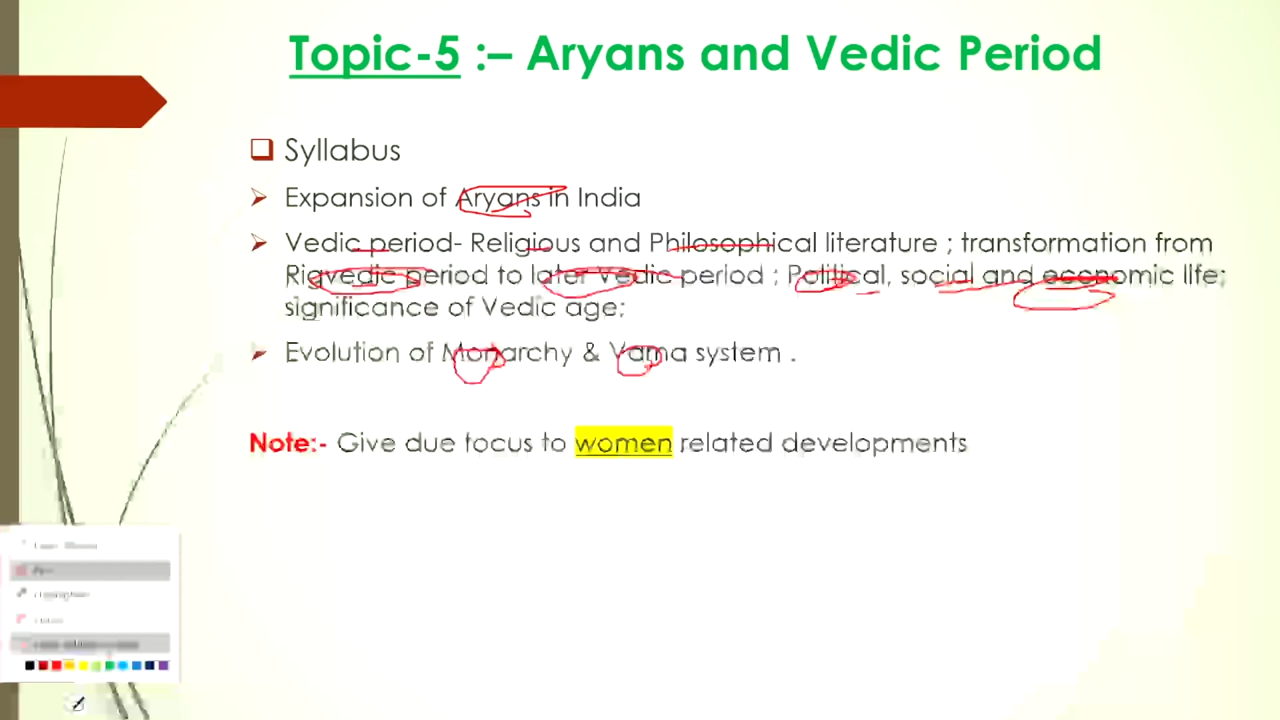 Topic-5 :– Aryans and Vedic Period
Syllabus
Expansion of Aryans in India
Vedic period- Religious and Philosophical literature ; transformation from
Rigvedic period to later Vedic period ; Political, social and economic life;
significance of Vedic age;
Evolution of Monarchy & Varna system .
Note:- Give due focus to women related developments